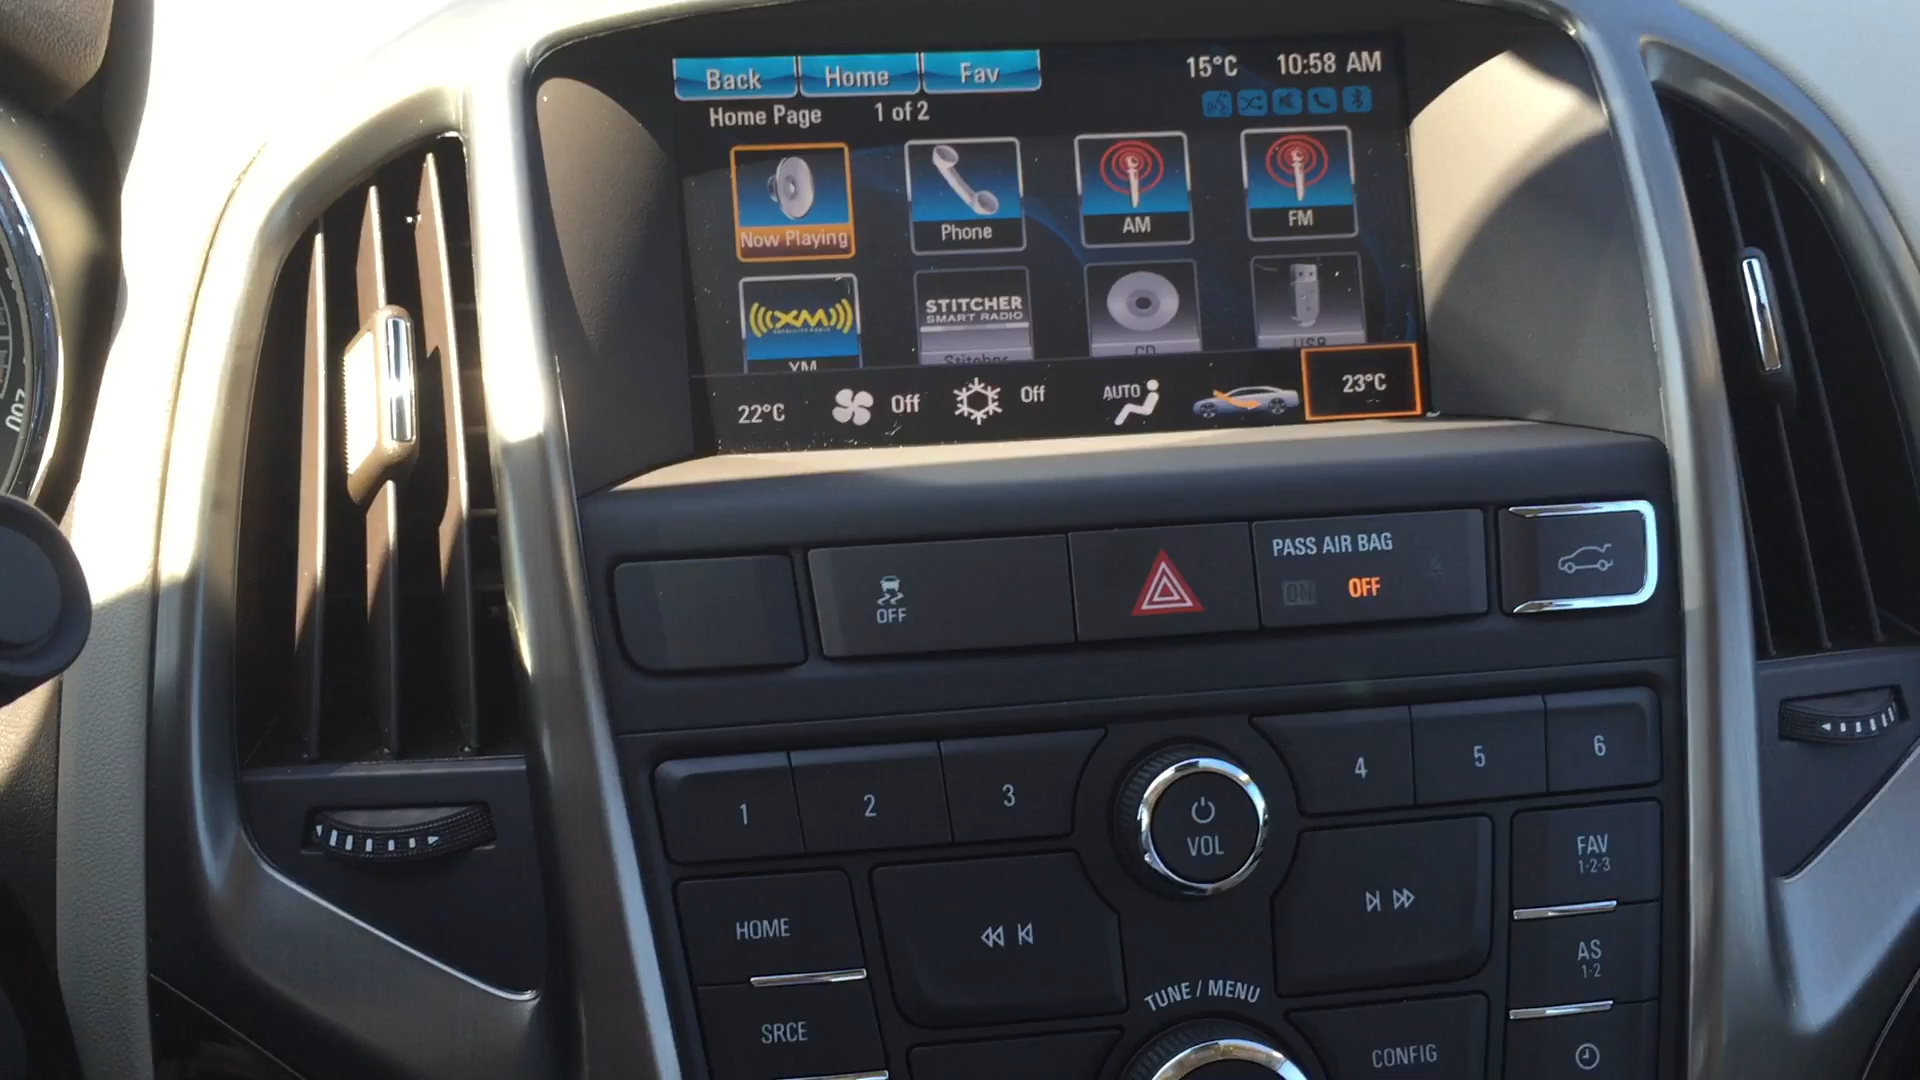 Back Home Fav 15°C 10:58 AM
Home Page 1 of 2
Now Playing Phone AM FM
XM STITCHER
SMART RADIO
XM Stitcher CD USB
22°C Off Off AUTO 23°C
OFF
PASS AIR BAG
ON OFF
1 2 3 4 5 6
VOL
FAV
1-2-3
HOME
AS
1-2
TUNE / MENU
SRCE
CONFIG
200